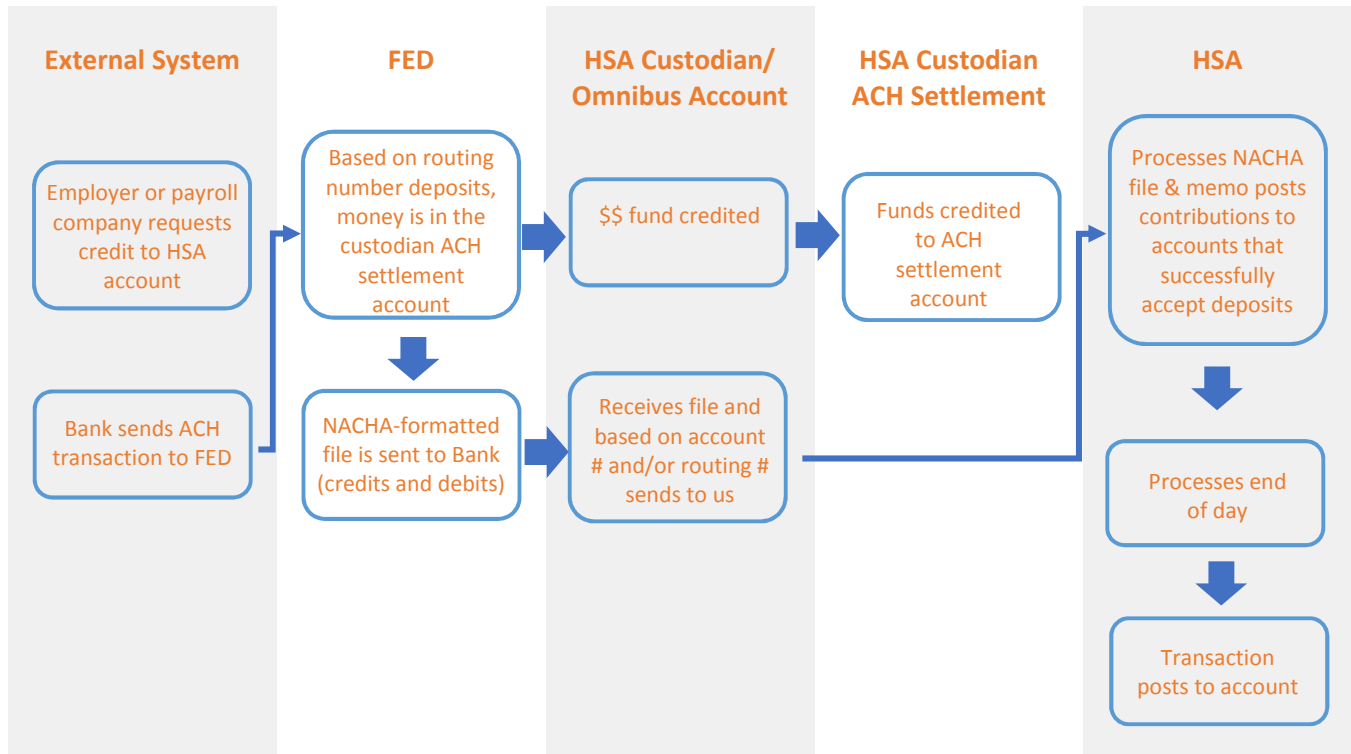 External System
FED
HSA Custodian/
Omnibus Account
HSA Custodian
ACH Settlement
HSA
Employer or payroll
company requests
credit to HSA
account
Bank sends ACH
transaction to FED
Based on routing
number deposits,
money is in the
custodian ACH
settlement
account
NACHA-formatted
file is sent to Bank
(credits and debits)
$$ fund credited
Receives file and
based on account
# and/or routing #
sends to us
Funds credited
to ACH
settlement
account
Processes NACHA
file & memo posts
contributions to
accounts that
successfully
accept deposits
Processes end
of day
Transaction
posts to account